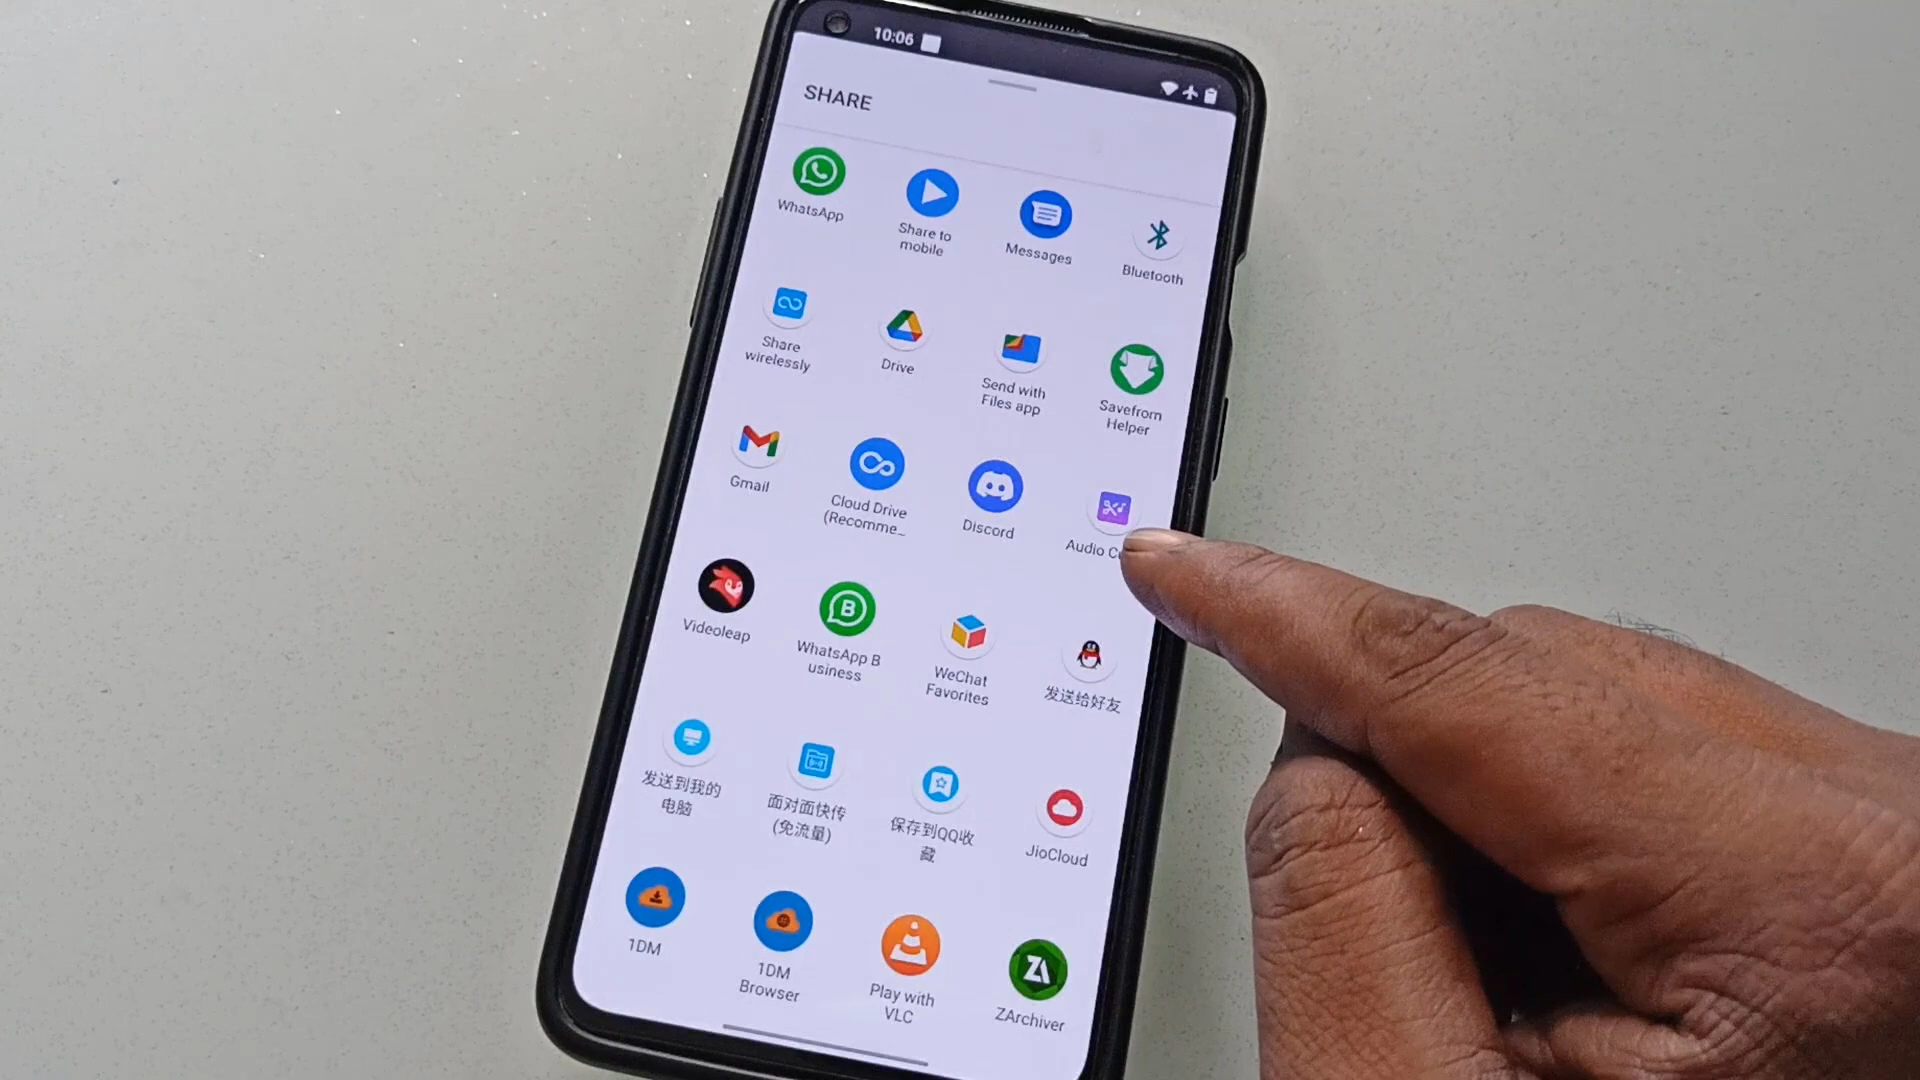 10:06
SHARE
WhatsApp
Share to
mobile
Messages
Bluetooth
Share
wirelessly
Drive
Send with
Files app
Savefrom
Helper
Gmail
Cloud Drive
(Recomme_
Discord
Audio
Videoleap
WhatsApp B
usiness
B
WeChat
Favorites
发送给好友
发送到我的
电脑
面对面快传
(免流量)
保存到QQ收
藏
JioCloud
1DM
1DM
Browser
Play with
VLC
ZA
ZArchiver